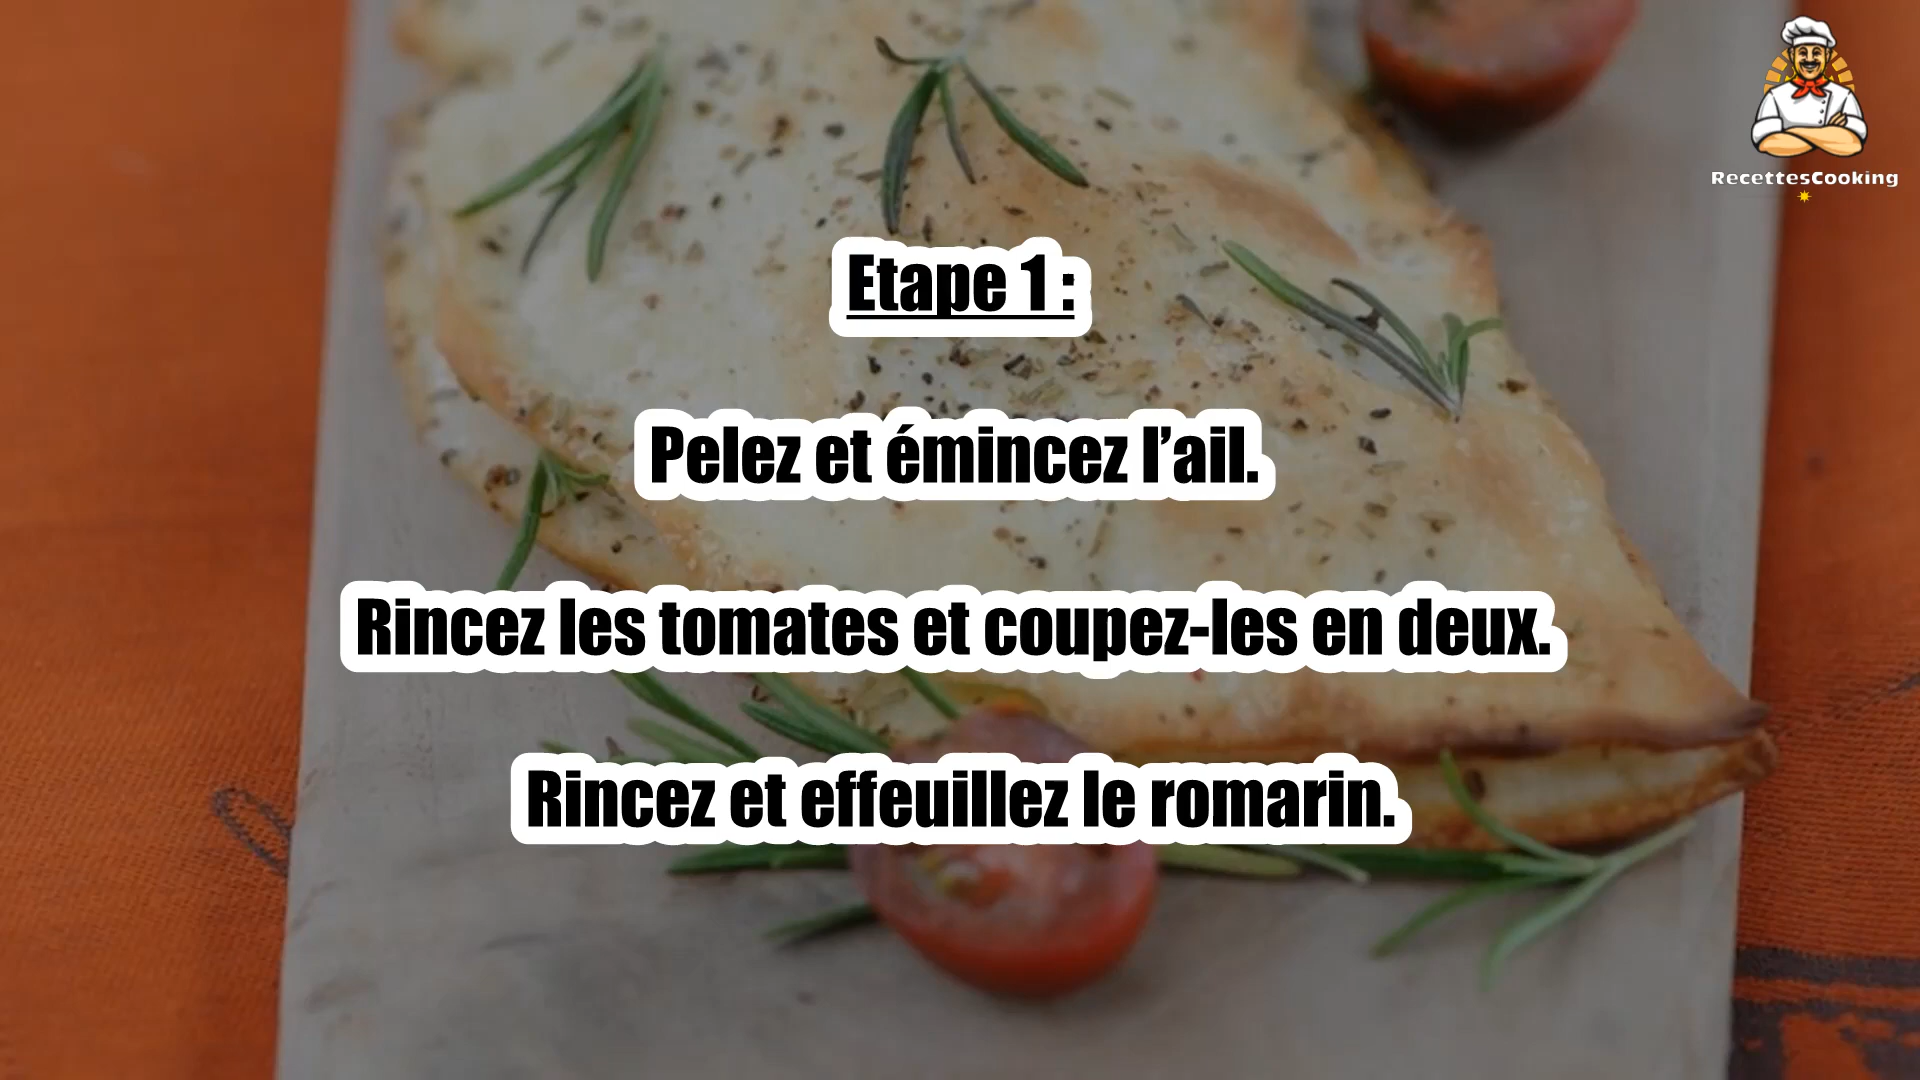 RecettesCooking
Etape 1 :
Pelez et émincez l’ail.
Rincez les tomates et coupez-les en deux.
Rincez et effeuillez le romarin.